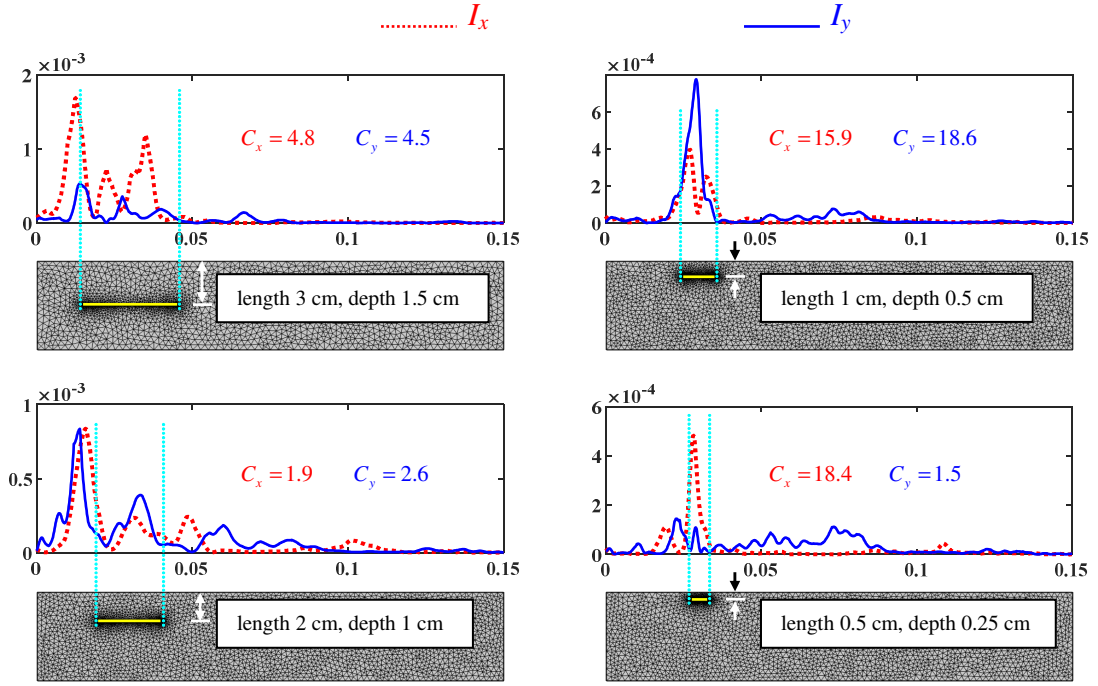 I_x I_y
×10^-3
2
1
0
C_x = 4.8 C_y = 4.5
0 0.05 0.1 0.15
length 3 cm, depth 1.5 cm
×10^-4
6
4
2
0
C_x = 15.9 C_y = 18.6
0 0.05 0.1 0.15
length 1 cm, depth 0.5 cm
×10^-3
1
0.5
0
C_x = 1.9 C_y = 2.6
0 0.05 0.1 0.15
length 2 cm, depth 1 cm
×10^-4
6
4
2
0
C_x = 18.4 C_y = 1.5
0 0.05 0.1 0.15
length 0.5 cm, depth 0.25 cm